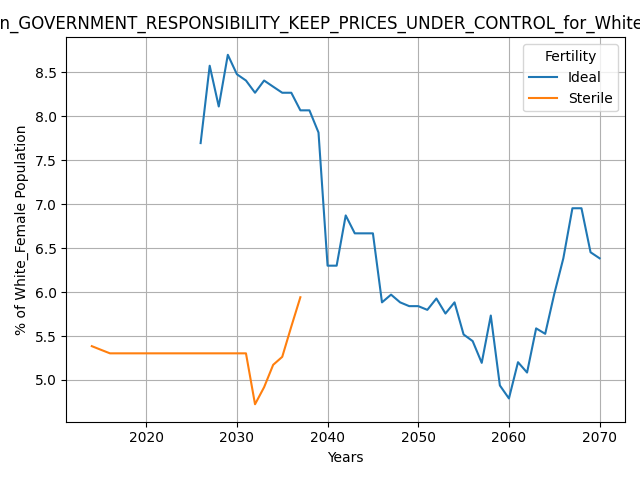 n_GOVERNMENT_RESPONSIBILITY_KEEP_PRICES_UNDER_CONTROL_for_White
Fertility
Ideal
Sterile
8.5
8.0
7.5
7.0
6.5
6.0
5.5
5.0
% of White_Female Population
2020 2030 2040 2050 2060 2070
Years